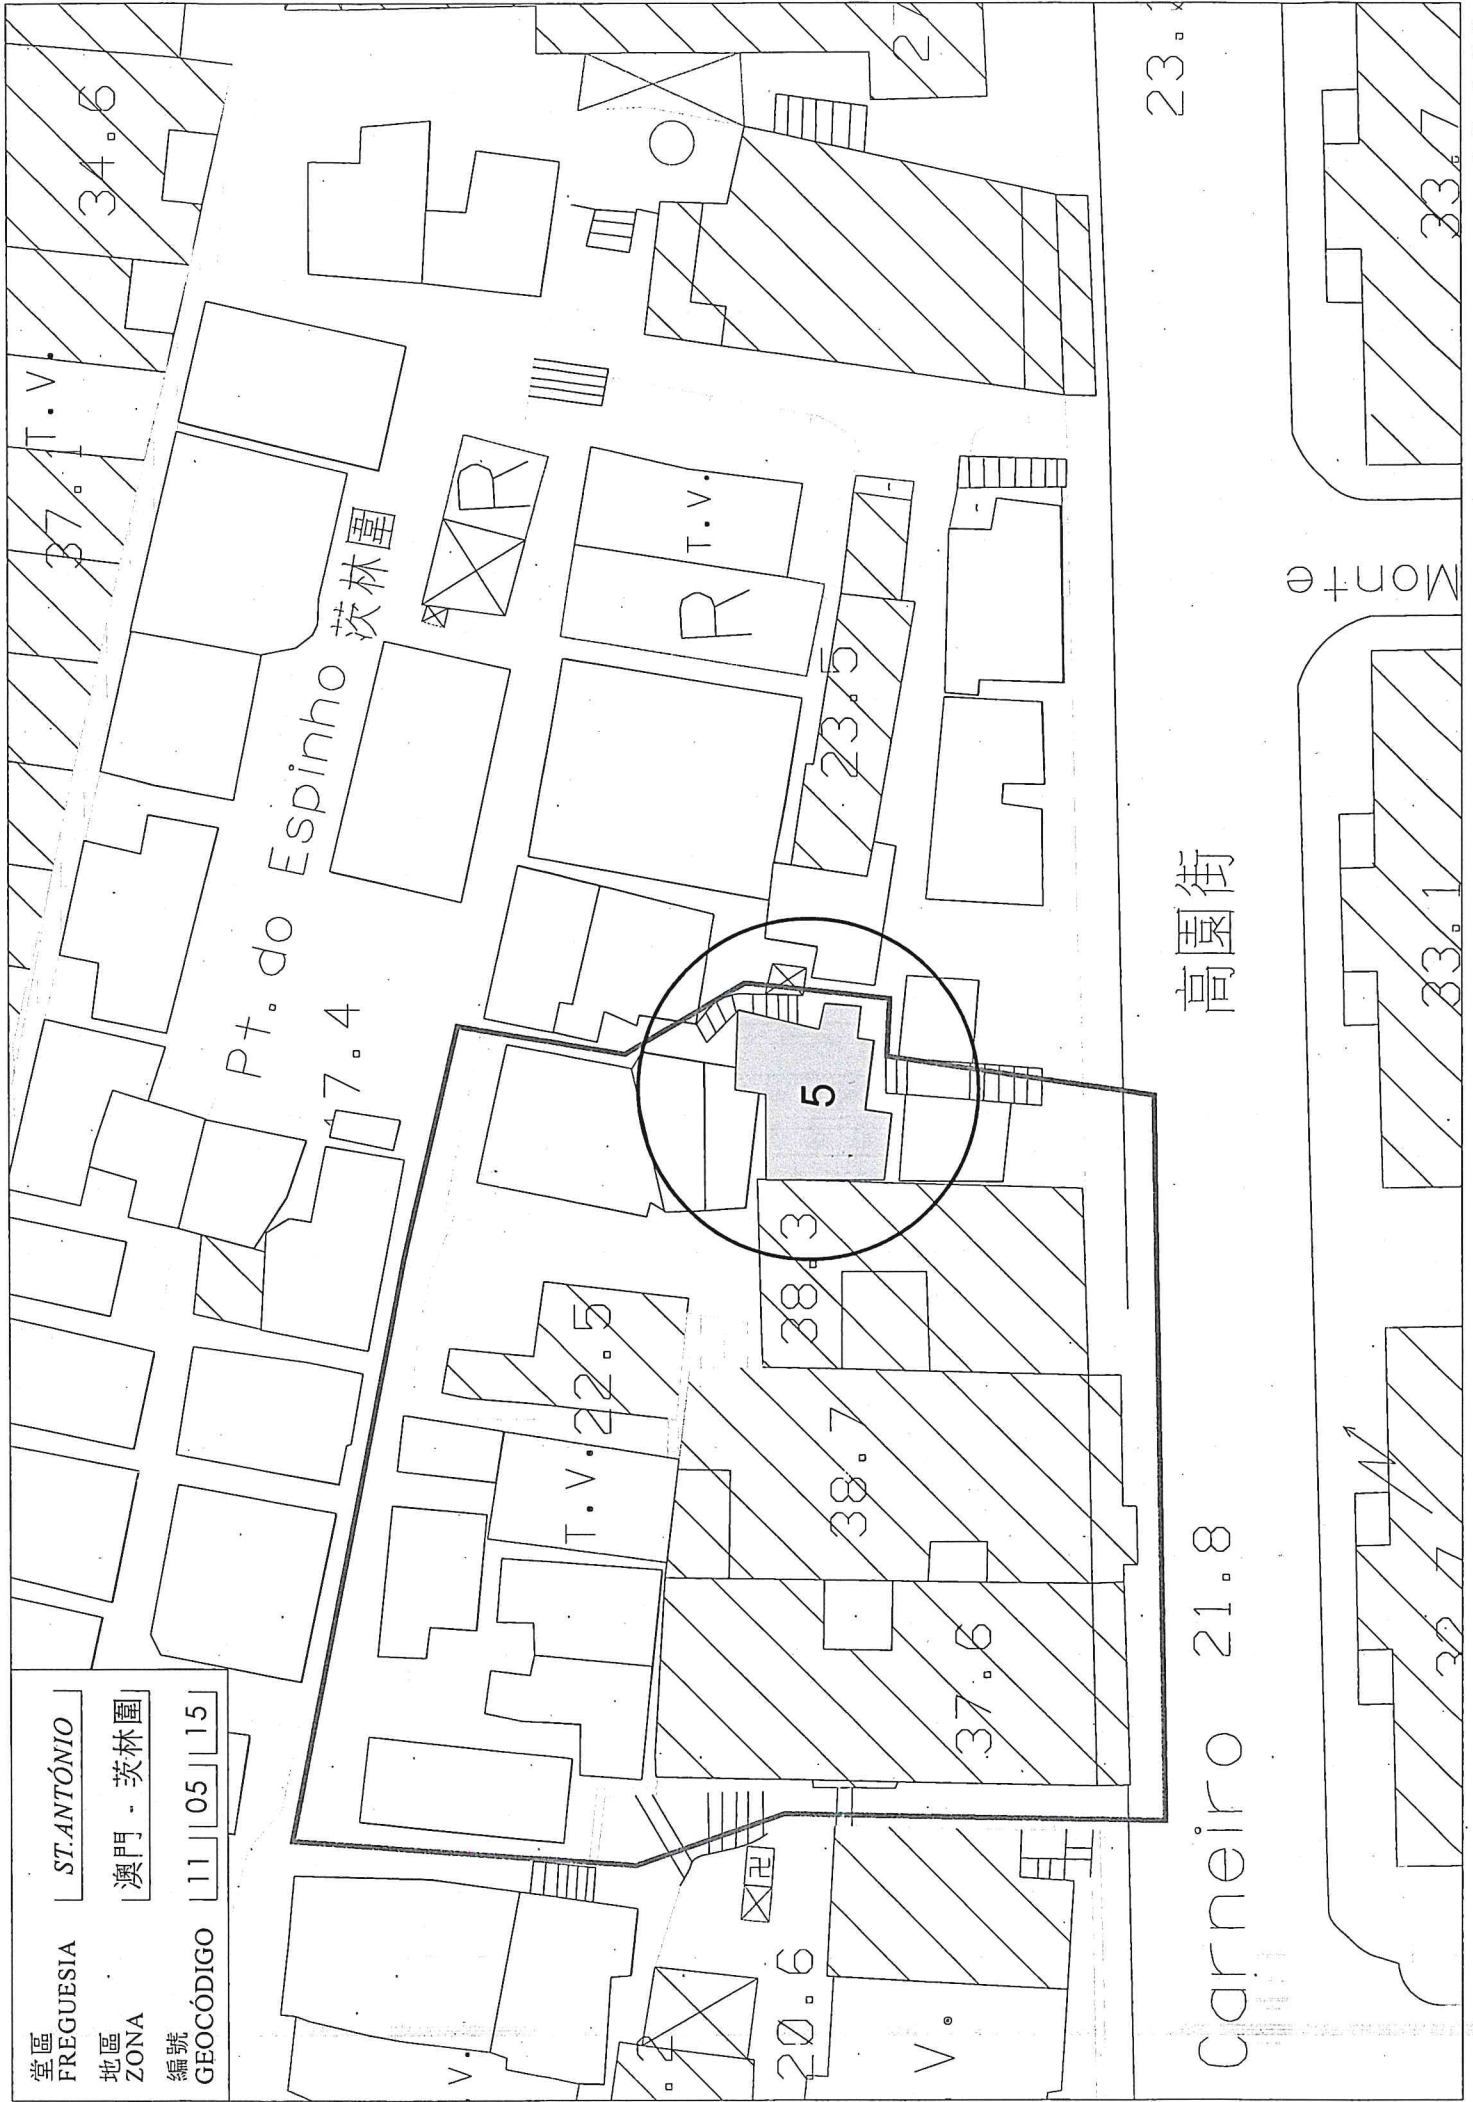 堂區
FREGUESIA
ST.ANTÓNIO
地區
ZONA
澳門 - 茨林圍
編號
GEOCÓDIGO
11 05 15
37.1
T.V.
34.6
Pt. do Espinho 茨林圍
17.4
R
R
T.V.
23.5
5
22.5
T.V.
38.3
38.7
37.6
卍
V.
20.6
V.
高園街
Carneiro 21.8
Monte
33.1
33.7